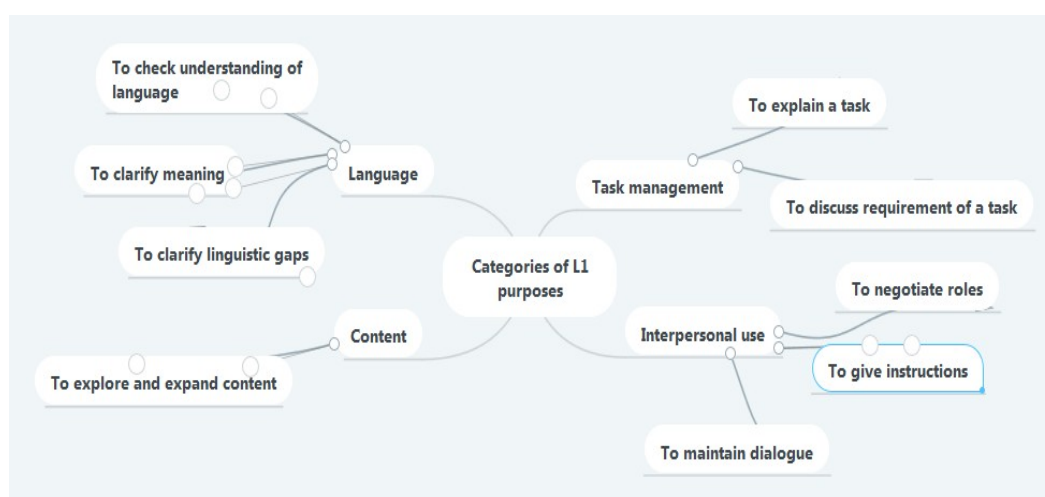 To check understanding of
language
To clarify meaning
Language
To clarify linguistic gaps
Content
To explore and expand content
Categories of L1
purposes
To explain a task
Task management
To discuss requirement of a task
To negotiate roles
Interpersonal use
To give instructions
To maintain dialogue